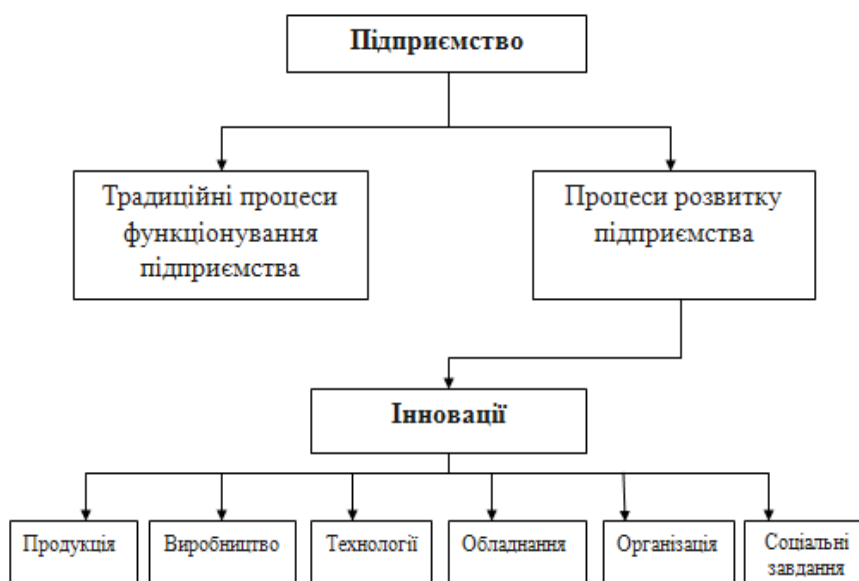 Підприємство
Традиційні процеси
функціонування
підприємства
Процеси розвитку
підприємства
Інновації
Продукція
Виробництво
Технології
Обладнання
Організація
Соціальні
завдання